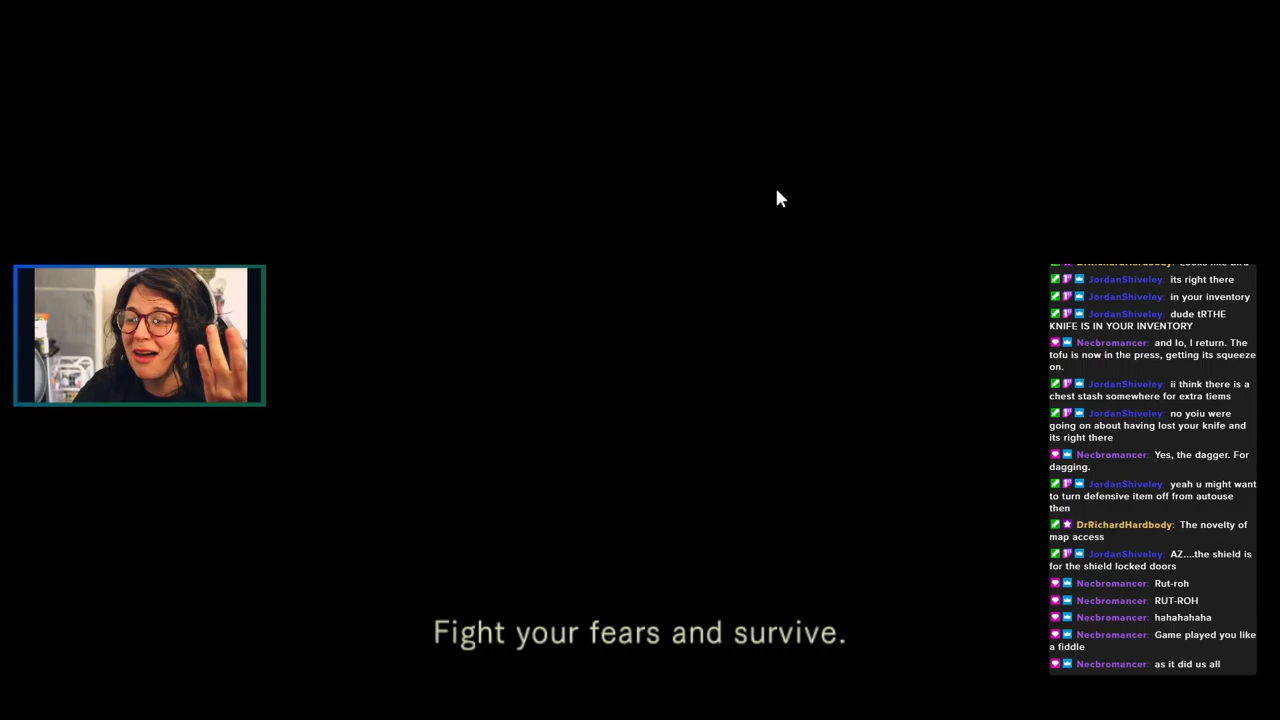 JordanShiveley: its right there
JordanShiveley: in your inventory
JordanShiveley: dude tRTHE
KNIFE IS IN YOUR INVENTORY
Necbromancer: and lo, I return. The
tofu is now in the press, getting its squeeze
on.
JordanShiveley: ii think there is a
chest stash somewhere for extra tiems
JordanShiveley: no yoiu were
going on about having lost your knife and
its right there
Necbromancer: Yes, the dagger. For
dagging.
JordanShiveley: yeah u might want
to turn defensive item off from autouse
then
DrRichardHardbody: The novelty of
map access
JordanShiveley: AZ....the shield is
for the shield locked doors
Necbromancer: Rut-roh
Necbromancer: RUT-ROH
Necbromancer: hahahahaha
Necbromancer: Game played you like
a fiddle
Necbromancer: as it did us all
Fight your fears and survive.